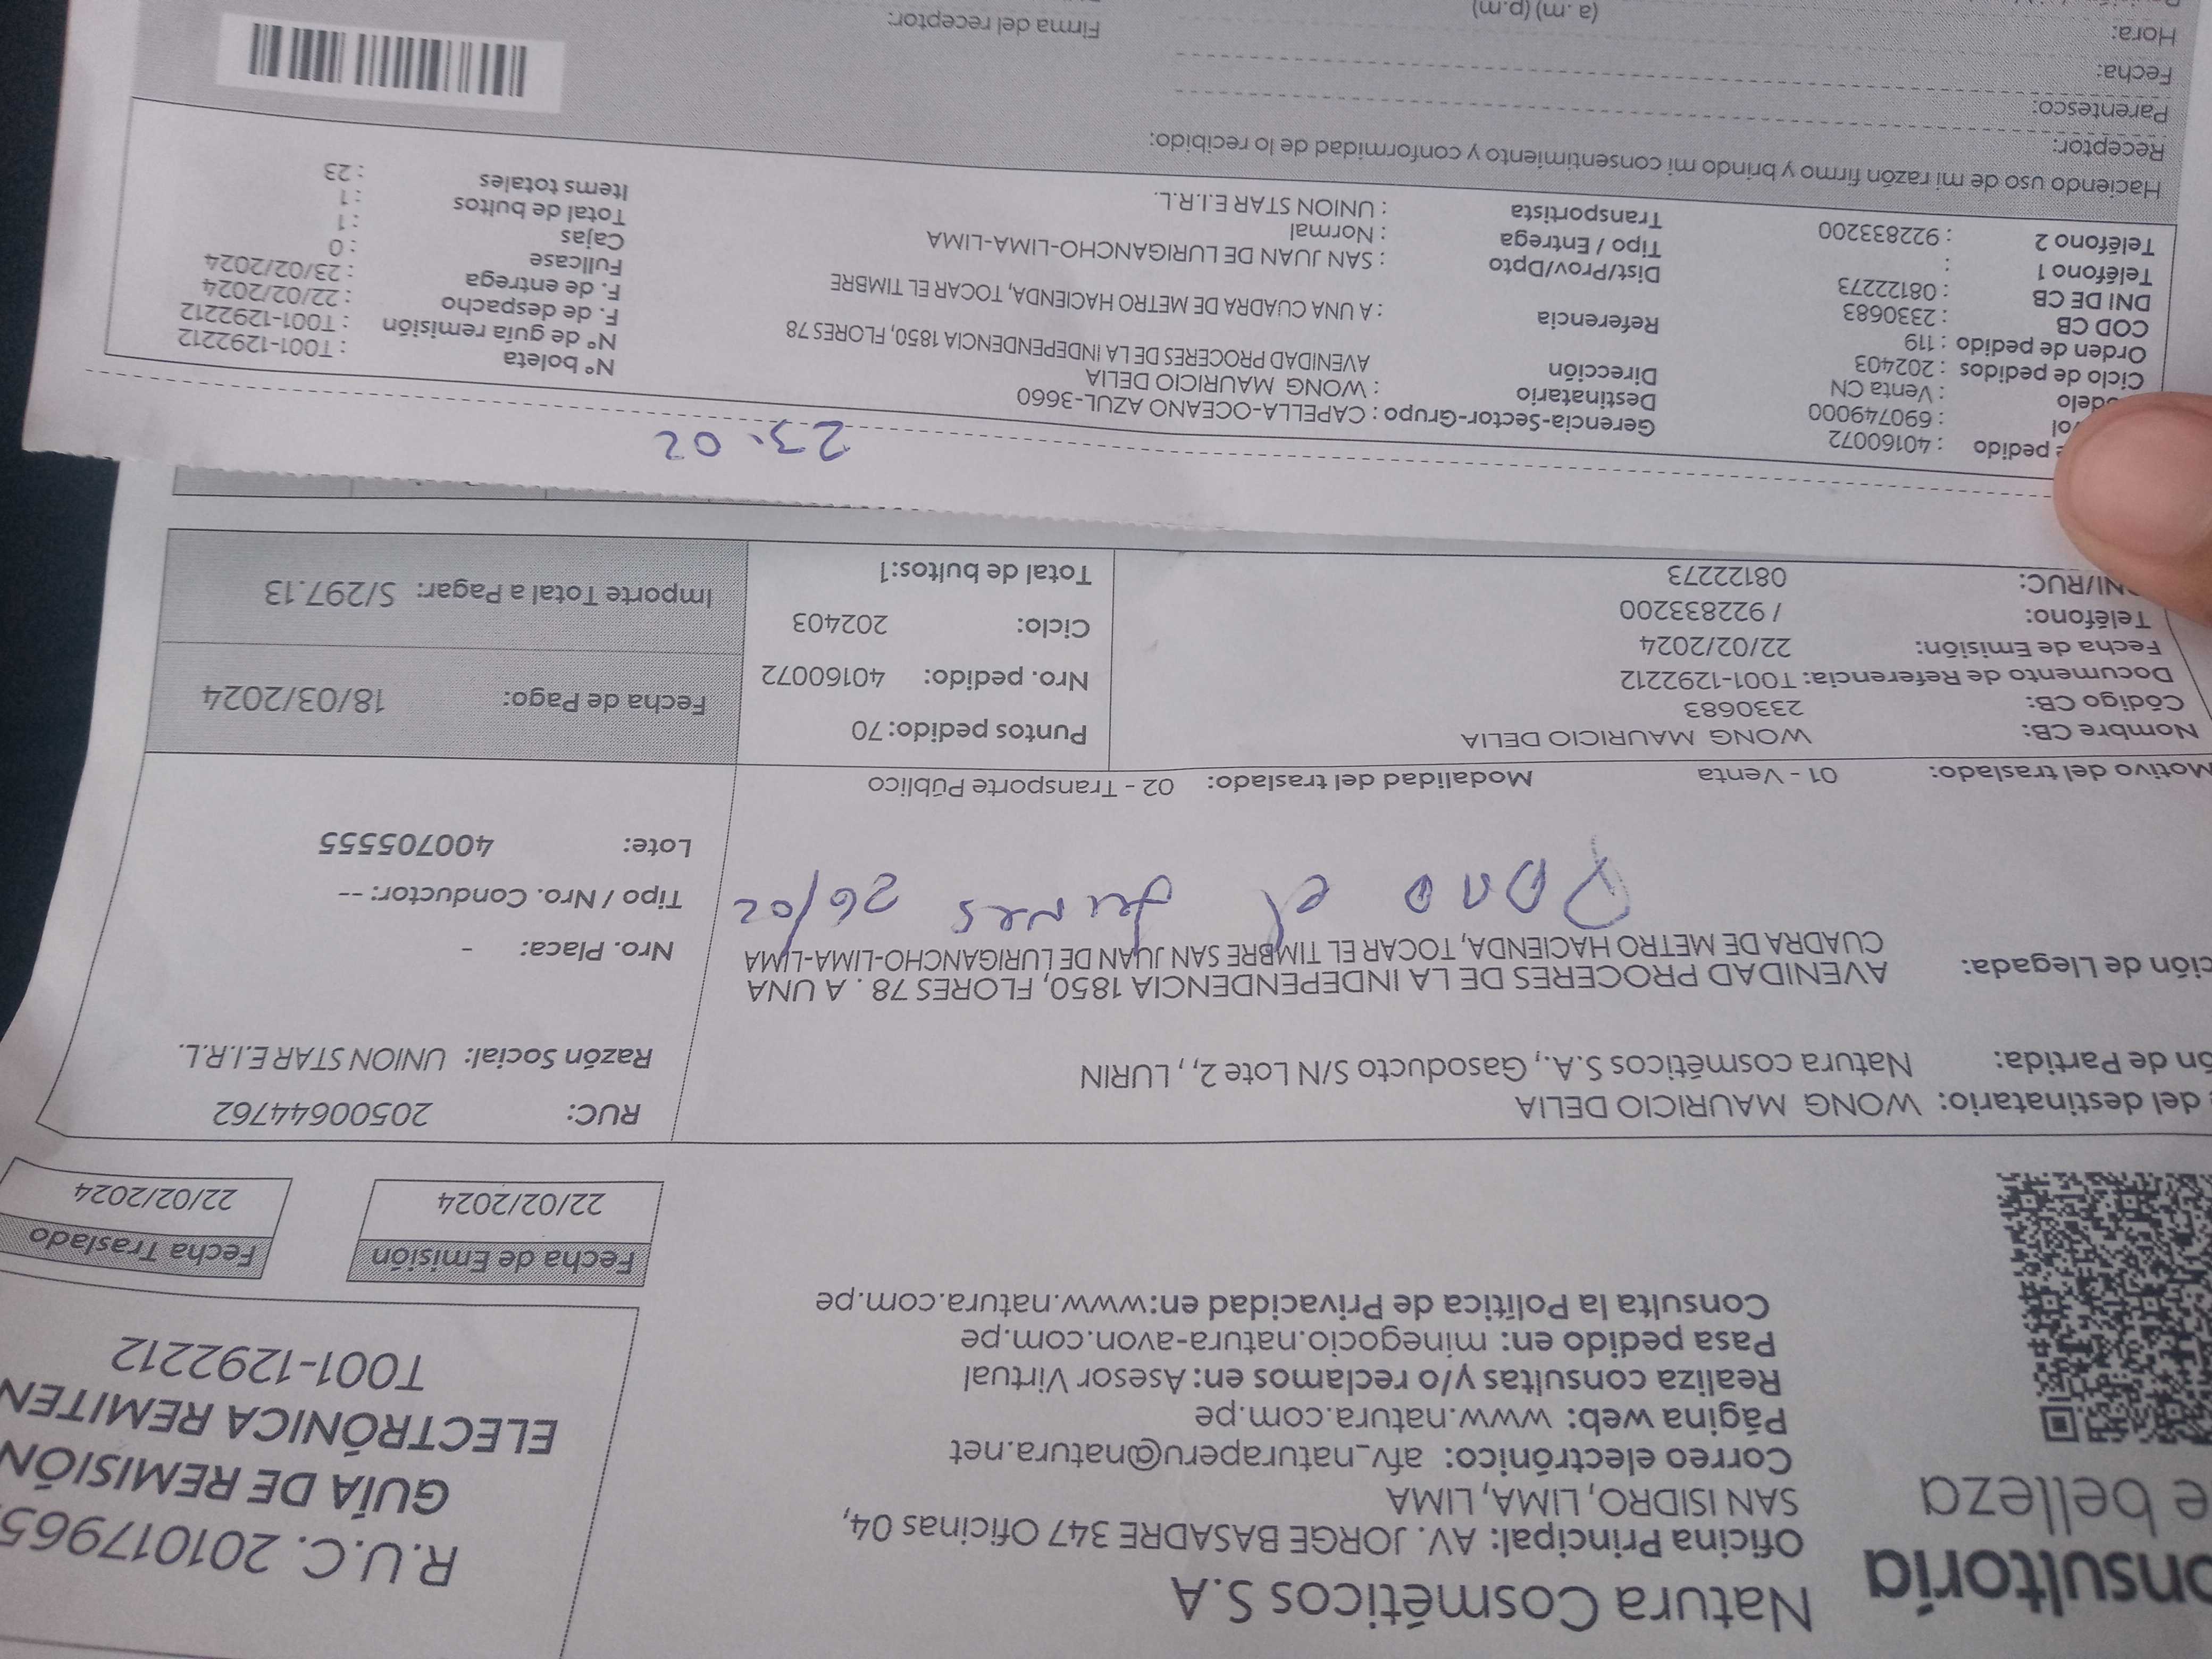 onsultoría
e belleza
Natura Cosméticos S.A
Oficina Principal: AV. JORGE BASADRE 347 Oficinas 04,
SAN ISIDRO, LIMA, LIMA
Correo electrónico: afv_naturaperu@natura.net
Página web: www.natura.com.pe
Realiza consultas y/o reclamos en: Asesor Virtual
Pasa pedido en: minegocio.natura-avon.com.pe
Consulta la Política de Privacidad en:www.natura.com.pe
R.U.C. 201017965
GUÍA DE REMISIÓN
ELECTRÓNICA REMITEN
T001-1292212
Fecha de Emisión
22/02/2024
Fecha Traslado
22/02/2024
del destinatario: WONG MAURICIO DELIA
ón de Partida: Natura cosméticos S.A., Gasoducto S/N Lote 2, , LURIN
ción de Llegada: AVENIDAD PROCERES DE LA INDEPENDENCIA 1850, FLORES 78 . A UNA
CUADRA DE METRO HACIENDA, TOCAR EL TIMBRE SAN JUAN DE LURIGANCHO-LIMA-LIMA
el lunes 26/02
RUC: 20500644762
Razón Social: UNION STAR E.I.R.L.
Nro. Placa: -
Tipo / Nro. Conductor: --
Lote: 400705555
Motivo del traslado: 01 - Venta Modalidad del traslado: 02 - Transporte Público
Nombre CB: WONG MAURICIO DELIA
Código CB: 2330683
Documento de Referencia: T001-1292212
Fecha de Emisión: 22/02/2024
Teléfono: / 922833200
DNI/RUC: 08122273
Puntos pedido: 70
Nro. pedido: 40160072
Ciclo: 202403
Total de bultos:1
Fecha de Pago: 18/03/2024
Importe Total a Pagar: S/297.13
23.02
e pedido : 40160072
ol : 690749000
delo : Venta CN
Ciclo de pedidos : 202403
Orden de pedido : 119
COD CB : 2330683
DNI DE CB : 08122273
Teléfono 1 :
Teléfono 2 : 922833200
Gerencia-Sector-Grupo : CAPELLA-OCEANO AZUL-3660
Destinatario : WONG MAURICIO DELIA
Dirección AVENIDAD PROCERES DE LA INDEPENDENCIA 1850, FLORES 78
Referencia : A UNA CUADRA DE METRO HACIENDA, TOCAR EL TIMBRE
Dist/Prov/Dpto : SAN JUAN DE LURIGANCHO-LIMA-LIMA
Tipo / Entrega : Normal
Transportista : UNION STAR E.I.R.L.
N° boleta : T001-1292212
N° de guía remisión : T001-1292212
F. de despacho : 22/02/2024
F. de entrega : 23/02/2024
Fullcase : 0
Cajas : 1
Total de bultos : 1
Items totales : 23
Haciendo uso de mi razón firmo y brindo mi consentimiento y conformidad de lo recibido:
Receptor:
Parentesco:
Fecha:
Hora: (a.m) (p.m)
Firma del receptor: